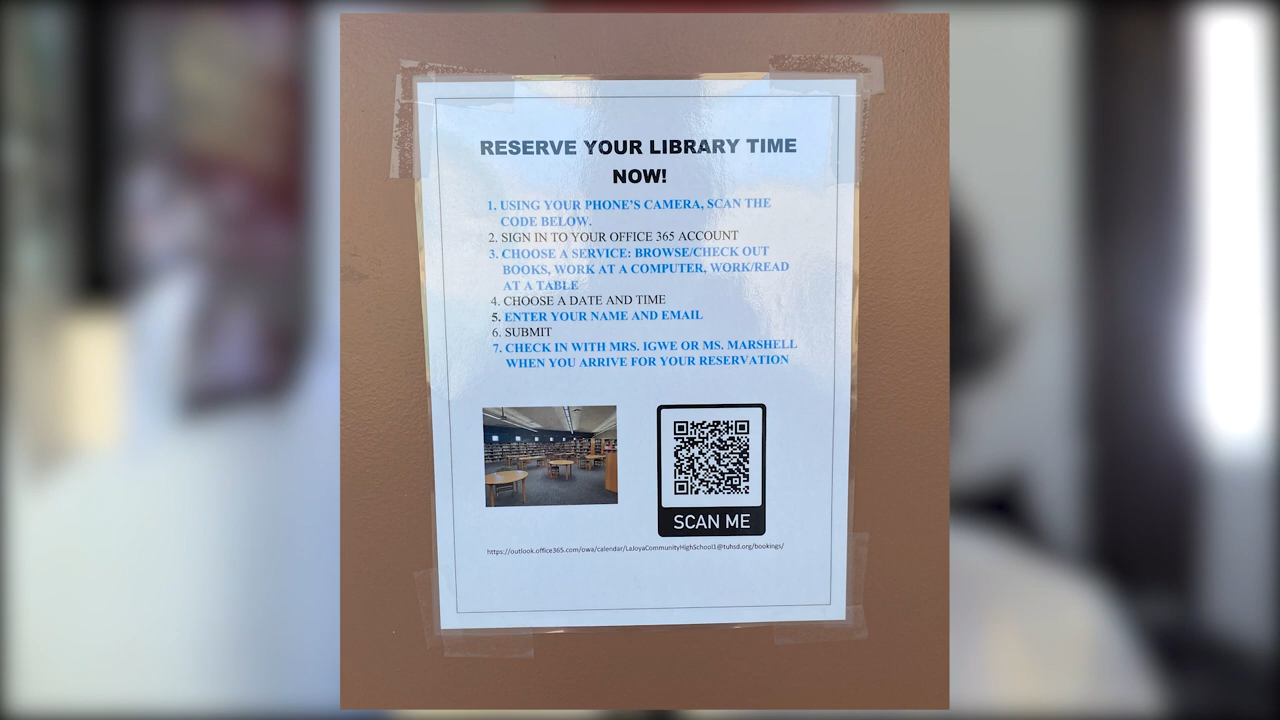 RESERVE YOUR LIBRARY TIME
NOW!
1. USING YOUR PHONE'S CAMERA, SCAN THE
CODE BELOW.
2. SIGN IN TO YOUR OFFICE 365 ACCOUNT
3. CHOOSE A SERVICE: BROWSE/CHECK OUT
BOOKS, WORK AT A COMPUTER, WORK/READ
AT A TABLE
4. CHOOSE A DATE AND TIME
5. ENTER YOUR NAME AND EMAIL
6. SUBMIT
7. CHECK IN WITH MRS. IGWE OR MS. MARSHELL
WHEN YOU ARRIVE FOR YOUR RESERVATION
SCAN ME
https://outlook.office365.com/owa/calendar/LaJoyaCommunityHighSchool1@tuhsd.org/bookings/